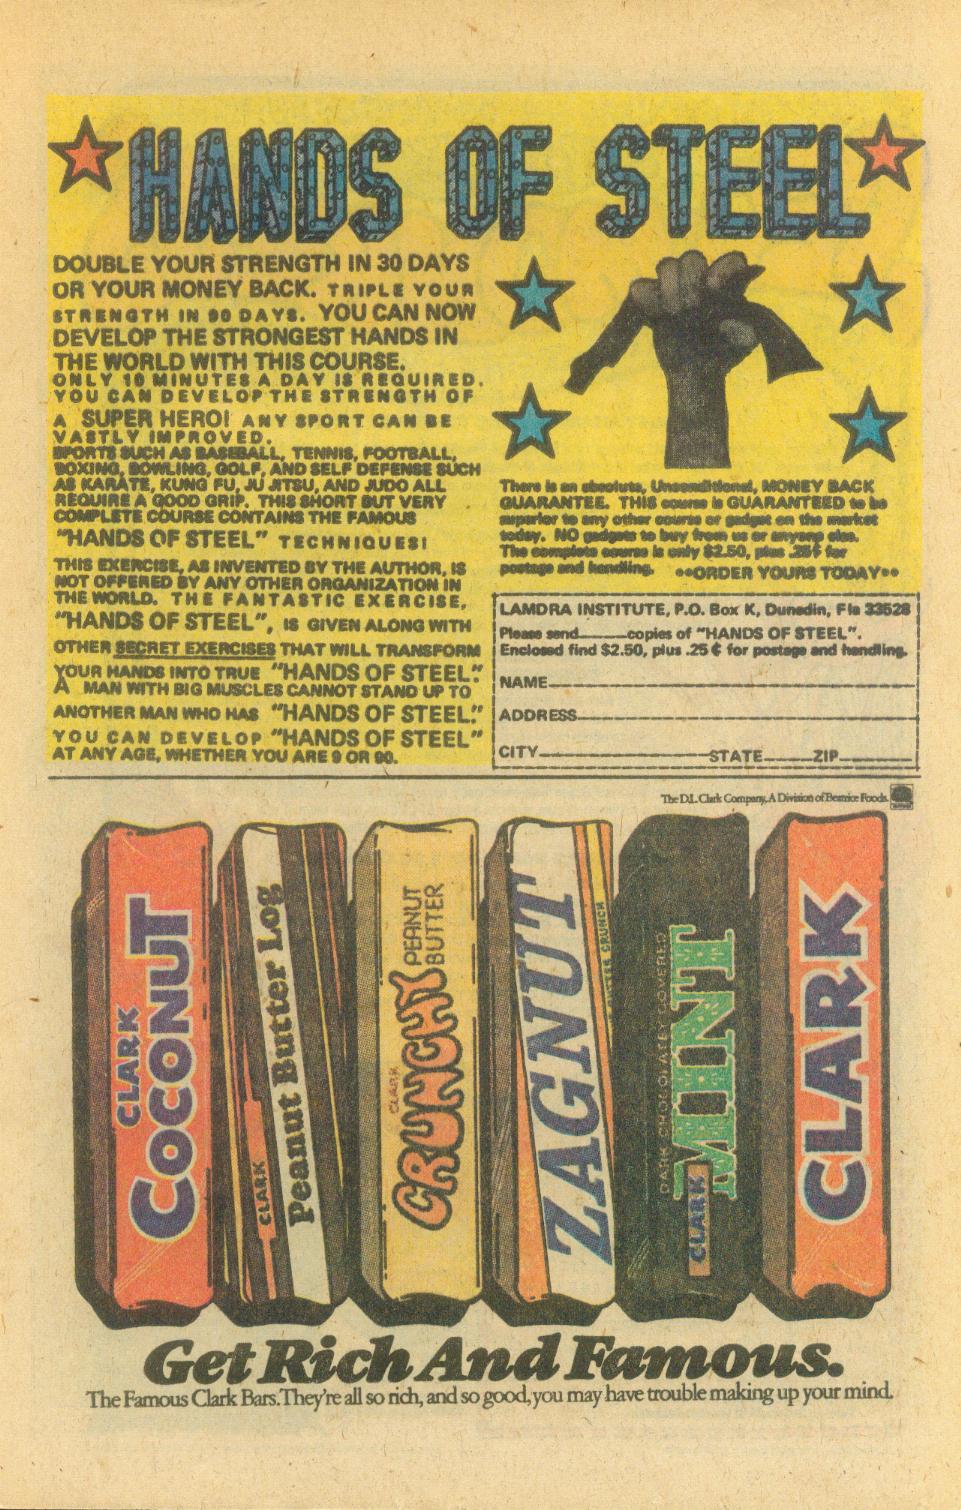 HANDS OF STEEL
DOUBLE YOUR STRENGTH IN 30 DAYS
OR YOUR MONEY BACK. TRIPLE YOUR
STRENGTH IN 90 DAYS. YOU CAN NOW
DEVELOP THE STRONGEST HANDS IN
THE WORLD WITH THIS COURSE.
ONLY 10 MINUTES A DAY IS REQUIRED.
YOU CAN DEVELOP THE STRENGTH OF
A SUPER HERO! ANY SPORT CAN BE
VASTLY IMPROVED.
SPORTS SUCH AS BASEBALL, TENNIS, FOOTBALL,
BOXING, BOWLING, GOLF, AND SELF DEFENSE SUCH
AS KARATE, KUNG FU, JU JITSU, AND JUDO ALL
REQUIRE A GOOD GRIP. THIS SHORT BUT VERY
COMPLETE COURSE CONTAINS THE FAMOUS
"HANDS OF STEEL" TECHNIQUES!
THIS EXERCISE, AS INVENTED BY THE AUTHOR, IS
NOT OFFERED BY ANY OTHER ORGANIZATION IN
THE WORLD. THE FANTASTIC EXERCISE,
"HANDS OF STEEL", IS GIVEN ALONG WITH
OTHER SECRET EXERCISES THAT WILL TRANSFORM
YOUR HANDS INTO TRUE "HANDS OF STEEL."
A MAN WITH BIG MUSCLES CANNOT STAND UP TO
ANOTHER MAN WHO HAS "HANDS OF STEEL."
YOU CAN DEVELOP "HANDS OF STEEL"
AT ANY AGE, WHETHER YOU ARE 9 OR 90.
There is an absolute, Unconditional, MONEY BACK
GUARANTEE. THIS course is GUARANTEED to be
superior to any other course or gadget on the market
today. NO gadgets to buy from us or anyone else.
The complete course is only $2.50, plus .25¢ for
postage and handling. **ORDER YOURS TODAY**
LAMDRA INSTITUTE, P.O. Box K, Dunedin, Fla 33528
Please send____copies of "HANDS OF STEEL".
Enclosed find $2.50, plus .25 ¢ for postage and handling.
NAME
ADDRESS
CITY STATE ZIP
The D.L. Clark Company, A Division of Beatrice Foods.
CLARK COCONUT
CLARK Peanut Butter Log
CLARK CRUNCHY PEANUT BUTTER
ZAGNUT
CRUNCH
DARK CHOCOLATE COVERED
CLARK MINT
CLARK
Get Rich And Famous.
The Famous Clark Bars. They're all so rich, and so good, you may have trouble making up your mind.